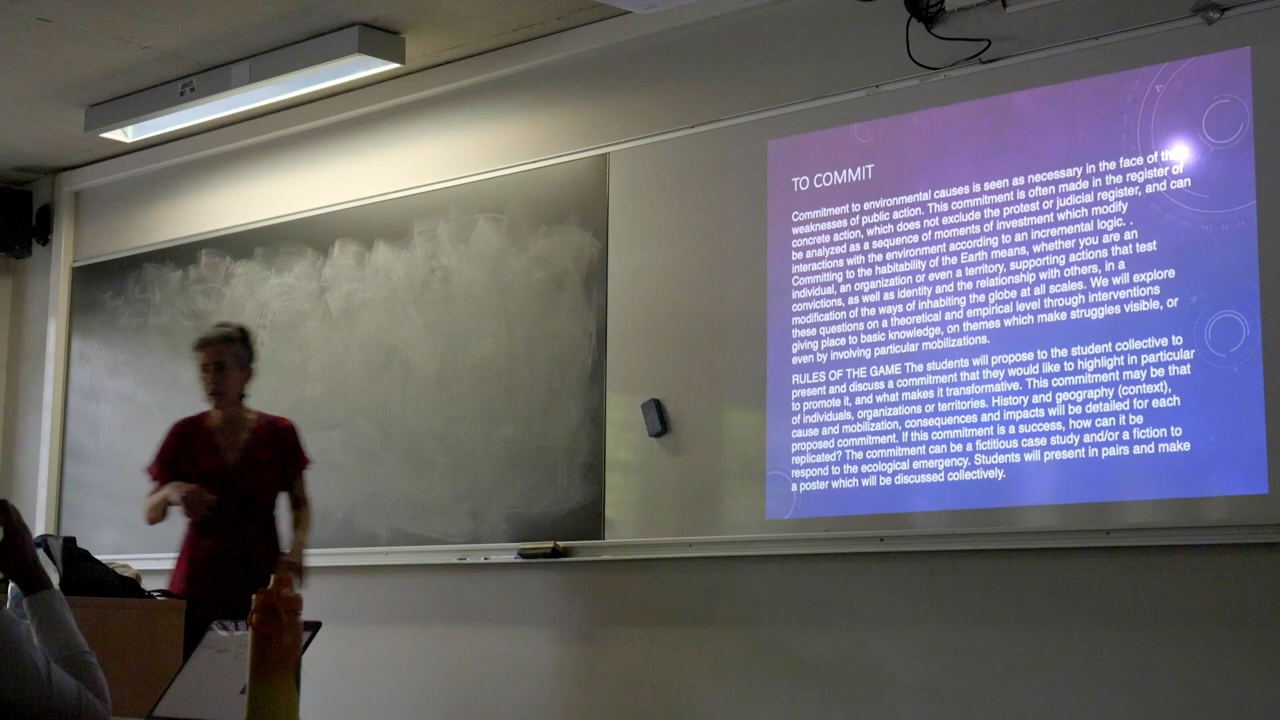 TO COMMIT
Commitment to environmental causes is seen as necessary in the face of the
weaknesses of public action. This commitment is often made in the register of
concrete action, which does not exclude the protest or judicial register, and can
be analyzed as a sequence of moments of investment which modify
interactions with the environment according to an incremental logic. .
Committing to the habitability of the Earth means, whether you are an
individual, an organization or even a territory, supporting actions that test
convictions, as well as identity and the relationship with others, in a
modification of the ways of inhabiting the globe at all scales. We will explore
these questions on a theoretical and empirical level through interventions
giving place to basic knowledge, on themes which make struggles visible, or
even by involving particular mobilizations.
RULES OF THE GAME The students will propose to the student collective to
present and discuss a commitment that they would like to highlight in particular
to promote it, and what makes it transformative. This commitment may be that
of individuals, organizations or territories. History and geography (context),
cause and mobilization, consequences and impacts will be detailed for each
proposed commitment. If this commitment is a success, how can it be
replicated? The commitment can be a fictitious case study and/or a fiction to
respond to the ecological emergency. Students will present in pairs and make
a poster which will be discussed collectively.